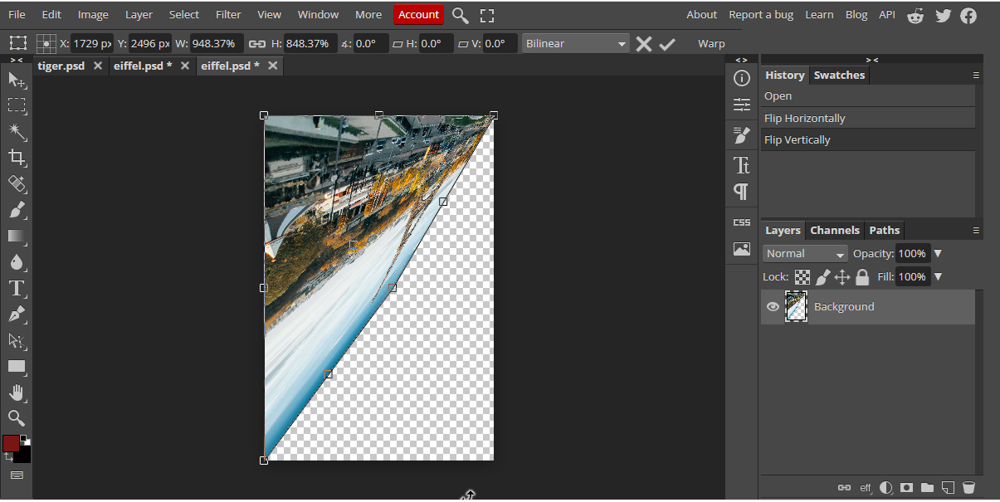 File Edit Image Layer Select Filter View Window More Account About Report a bug Learn Blog API
X: 1729 px Y: 2496 px W: 948.37% H: 848.37% ∡: 0.0° H: 0.0° V: 0.0° Bilinear Warp
> < tiger.psd eiffel.psd * eiffel.psd * < > > <
History Swatches
Open
Flip Horizontally
Flip Vertically
Tt
CSS
Layers Channels Paths
Normal Opacity: 100%
Lock: Fill: 100%
T
Background
eff